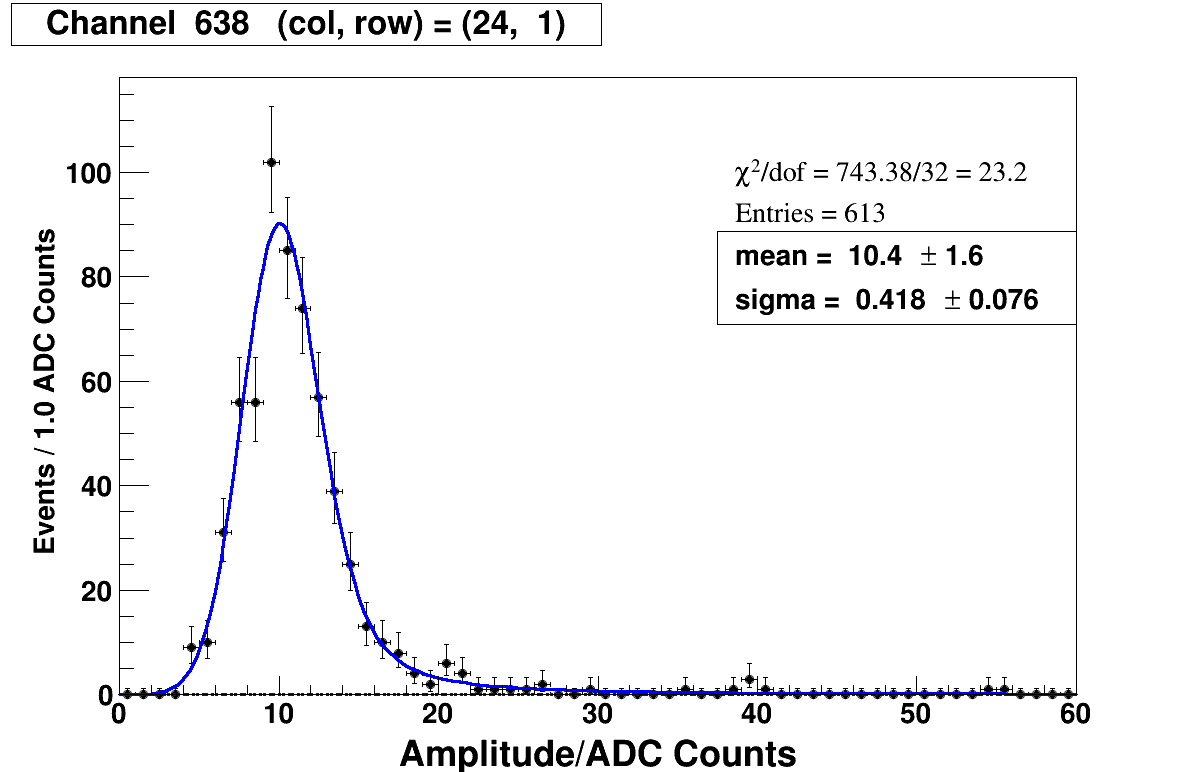 Channel 638 (col, row) = (24, 1)
χ²/dof = 743.38/32 = 23.2
Entries = 613
mean = 10.4 ± 1.6
sigma = 0.418 ± 0.076
Events / 1.0 ADC Counts
100
80
60
40
20
0
0 10 20 30 40 50 60
Amplitude/ADC Counts